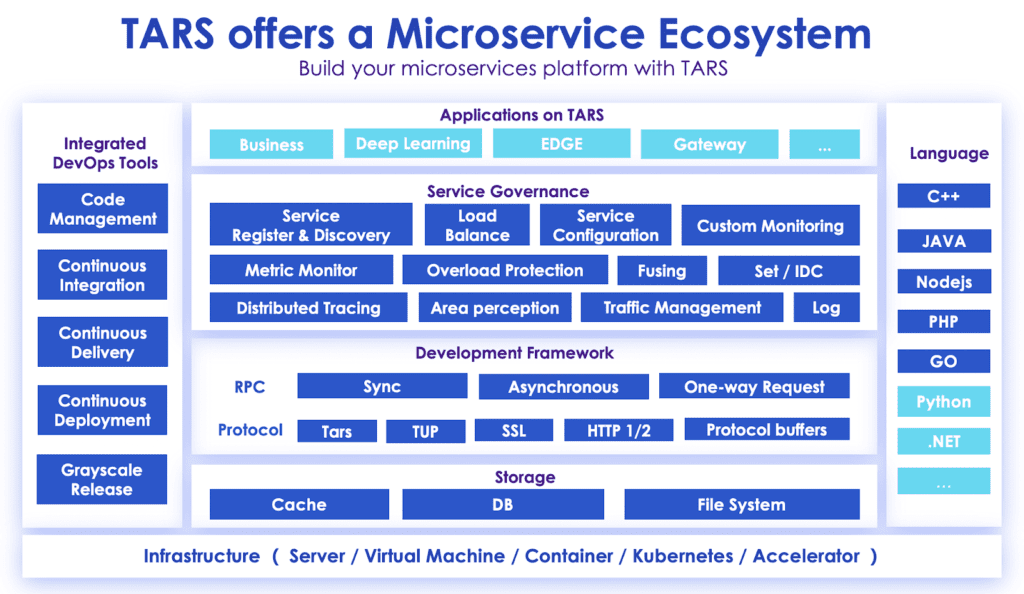 TARS offers a Microservice Ecosystem
Build your microservices platform with TARS
Integrated
DevOps Tools
Code
Management
Continuous
Integration
Continuous
Delivery
Continuous
Deployment
Grayscale
Release
Applications on TARS
Business
Deep Learning
EDGE
Gateway
...
Service Governance
Service
Register & Discovery
Load
Balance
Service
Configuration
Custom Monitoring
Metric Monitor
Overload Protection
Fusing
Set / IDC
Distributed Tracing
Area perception
Traffic Management
Log
Development Framework
RPC
Sync
Asynchronous
One-way Request
Protocol
Tars
TUP
SSL
HTTP 1/2
Protocol buffers
Storage
Cache
DB
File System
Language
C++
JAVA
Nodejs
PHP
GO
Python
.NET
...
Infrastructure ( Server / Virtual Machine / Container / Kubernetes / Accelerator )